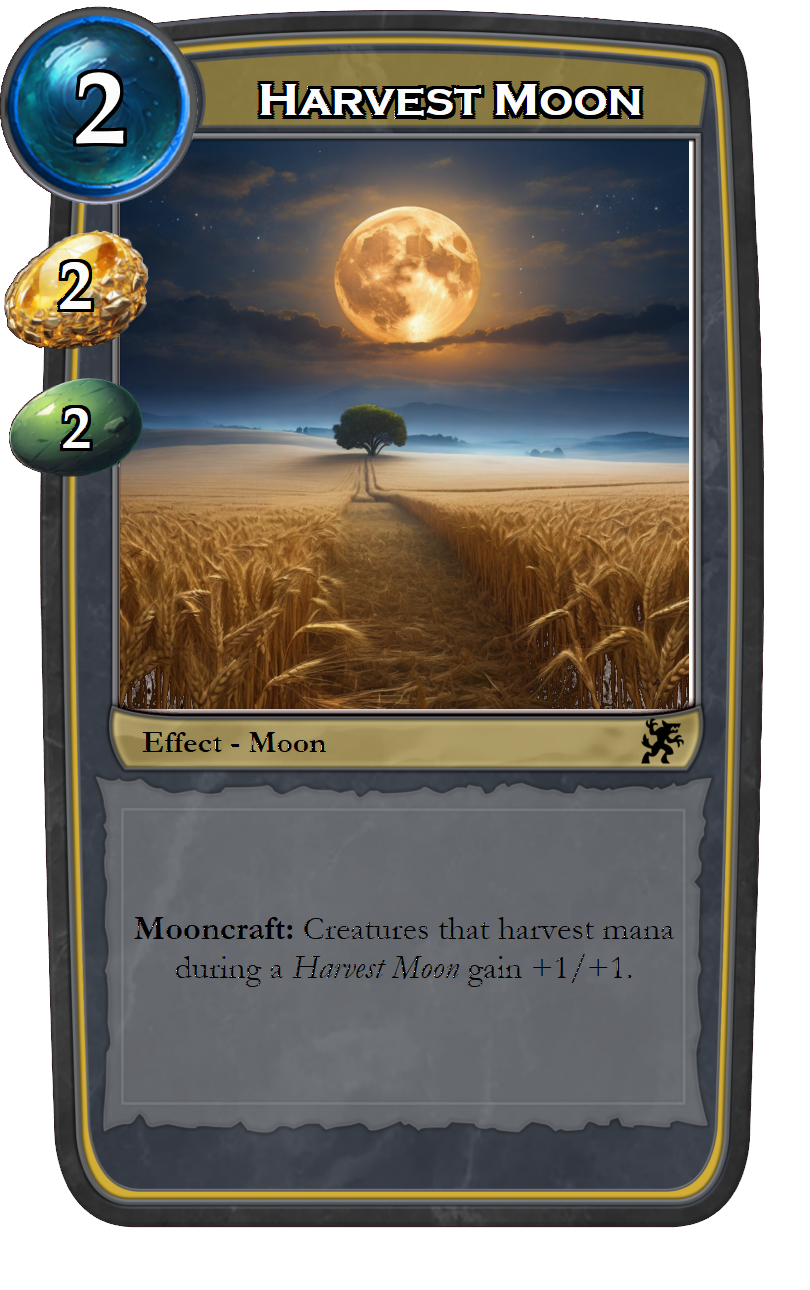 2
HARVEST MOON
2
2
Effect - Moon
Mooncraft: Creatures that harvest mana
during a Harvest Moon gain +1/+1.